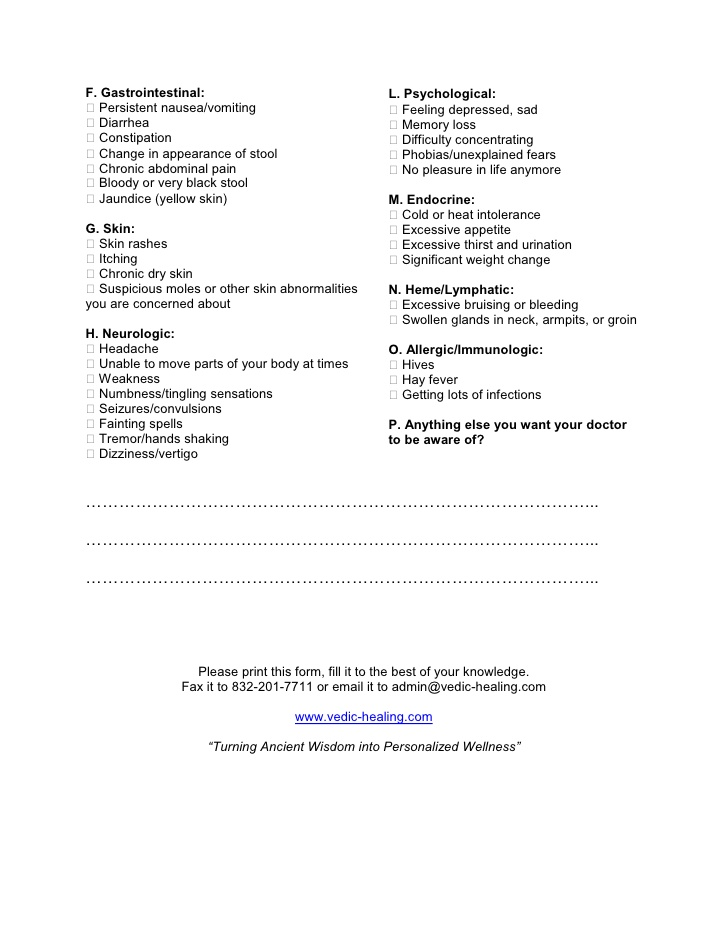 F. Gastrointestinal:
☐ Persistent nausea/vomiting
☐ Diarrhea
☐ Constipation
☐ Change in appearance of stool
☐ Chronic abdominal pain
☐ Bloody or very black stool
☐ Jaundice (yellow skin)
G. Skin:
☐ Skin rashes
☐ Itching
☐ Chronic dry skin
☐ Suspicious moles or other skin abnormalities
you are concerned about
H. Neurologic:
☐ Headache
☐ Unable to move parts of your body at times
☐ Weakness
☐ Numbness/tingling sensations
☐ Seizures/convulsions
☐ Fainting spells
☐ Tremor/hands shaking
☐ Dizziness/vertigo
L. Psychological:
☐ Feeling depressed, sad
☐ Memory loss
☐ Difficulty concentrating
☐ Phobias/unexplained fears
☐ No pleasure in life anymore
M. Endocrine:
☐ Cold or heat intolerance
☐ Excessive appetite
☐ Excessive thirst and urination
☐ Significant weight change
N. Heme/Lymphatic:
☐ Excessive bruising or bleeding
☐ Swollen glands in neck, armpits, or groin
O. Allergic/Immunologic:
☐ Hives
☐ Hay fever
☐ Getting lots of infections
P. Anything else you want your doctor
to be aware of?
…………………………………………………………………………………...
…………………………………………………………………………………...
…………………………………………………………………………………...
Please print this form, fill it to the best of your knowledge.
Fax it to 832-201-7711 or email it to admin@vedic-healing.com
www.vedic-healing.com
“Turning Ancient Wisdom into Personalized Wellness”